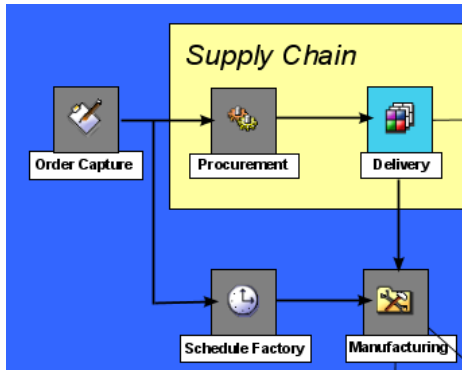 Supply Chain
Order Capture
Procurement
Delivery
Schedule Factory
Manufacturing